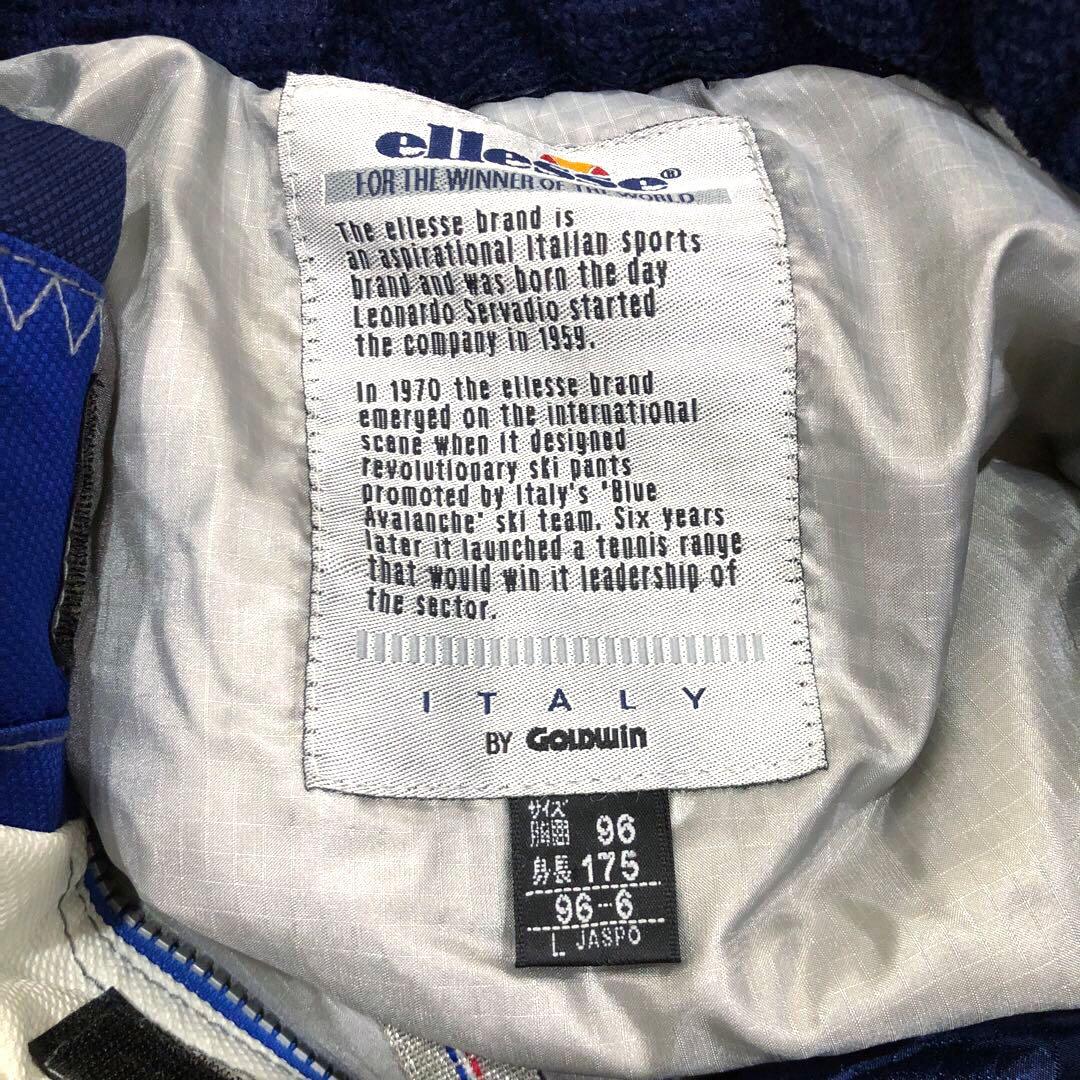 ellesse®
FOR THE WINNER OF THE WORLD
The ellesse brand is
an aspirational Italian sports
brand and was born the day
Leonardo Servadio started
the company in 1959.
In 1970 the ellesse brand
emerged on the international
scene when it designed
revolutionary ski pants
promoted by Italy's 'Blue
Avalanche' ski team. Six years
later it launched a tennis range
that would win it leadership of
the sector.
ITALY
BY GOLDWIN
サイズ
胸囲 96
身長 175
96-6
L JASPO